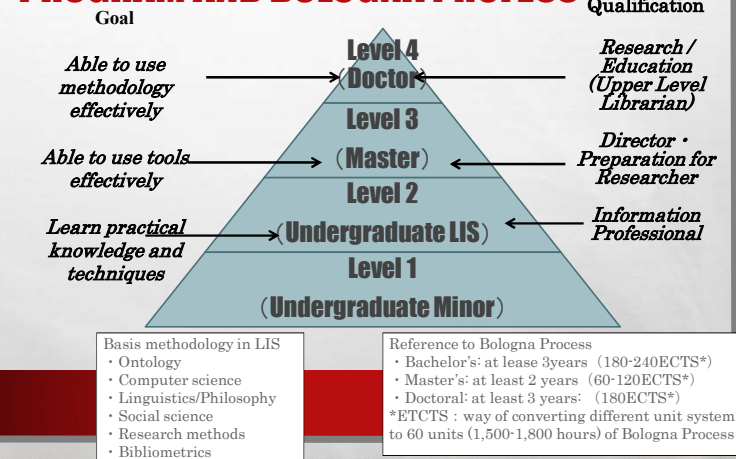 PROGRAM AND BOLOGNA PROCESS
Goal
Qualification
Level 4
（Doctor）
Level 3
（Master）
Level 2
（Undergraduate LIS）
Level 1
（Undergraduate Minor）
Able to use
methodology
effectively
Able to use tools
effectively
Learn practical
knowledge and
techniques
Research /
Education
(Upper Level
Librarian)
Director・
Preparation for
Researcher
Information
Professional
Basis methodology in LIS
・Ontology
・Computer science
・Linguistics/Philosophy
・Social science
・Research methods
・Bibliometrics
Reference to Bologna Process
・Bachelor's: at lease 3years（180-240ECTS*）
・Master's: at least 2 years（60-120ECTS*）
・Doctoral: at least 3 years:（180ECTS*）
*ETCTS：way of converting different unit system
to 60 units (1,500-1,800 hours) of Bologna Process